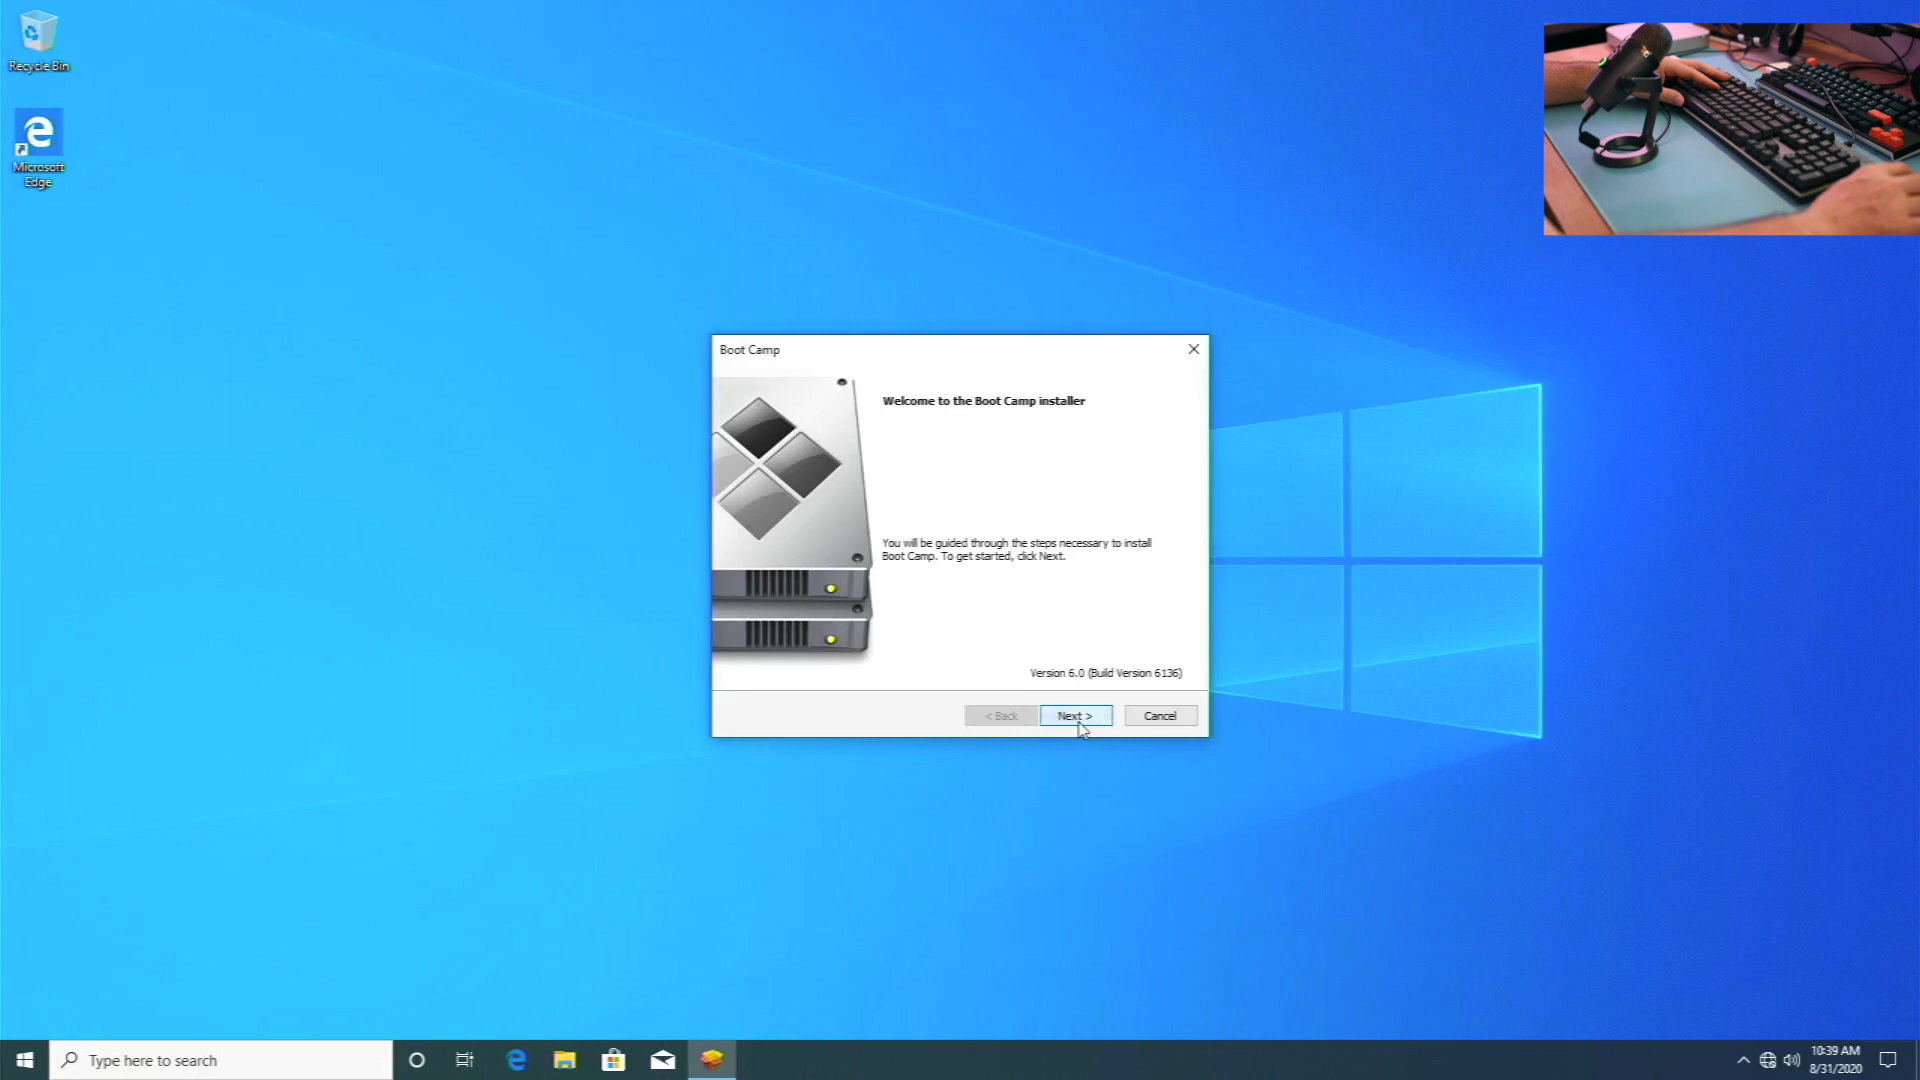 Recycle Bin
Microsoft
Edge
Boot Camp
Welcome to the Boot Camp installer
You will be guided through the steps necessary to install
Boot Camp. To get started, click Next.
Version 6.0 (Build Version 6136)
< Back
Next >
Cancel
Type here to search
10:39 AM
8/31/2020